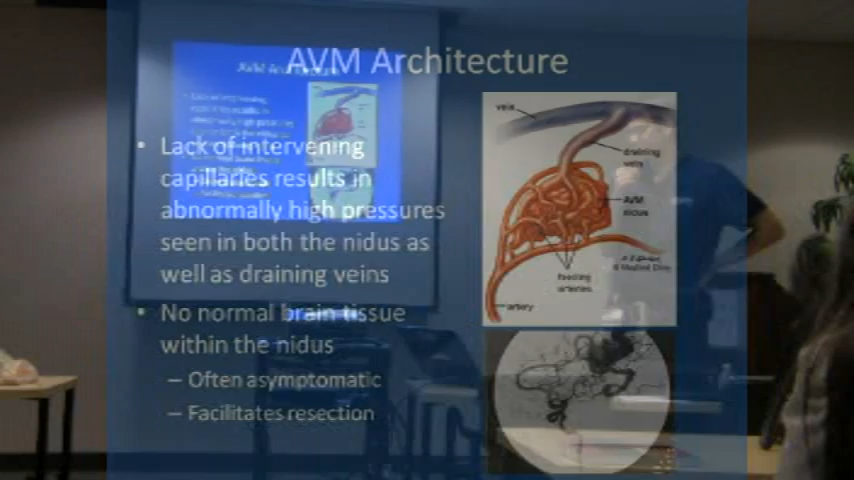 AVM Architecture
• Lack of intervening
capillaries results in
abnormally high pressures
seen in both the nidus as
well as draining veins
• No normal brain tissue
within the nidus
– Often asymptomatic
– Facilitates resection
vein
draining
vein
AVM
nidus
feeding
arteries
artery